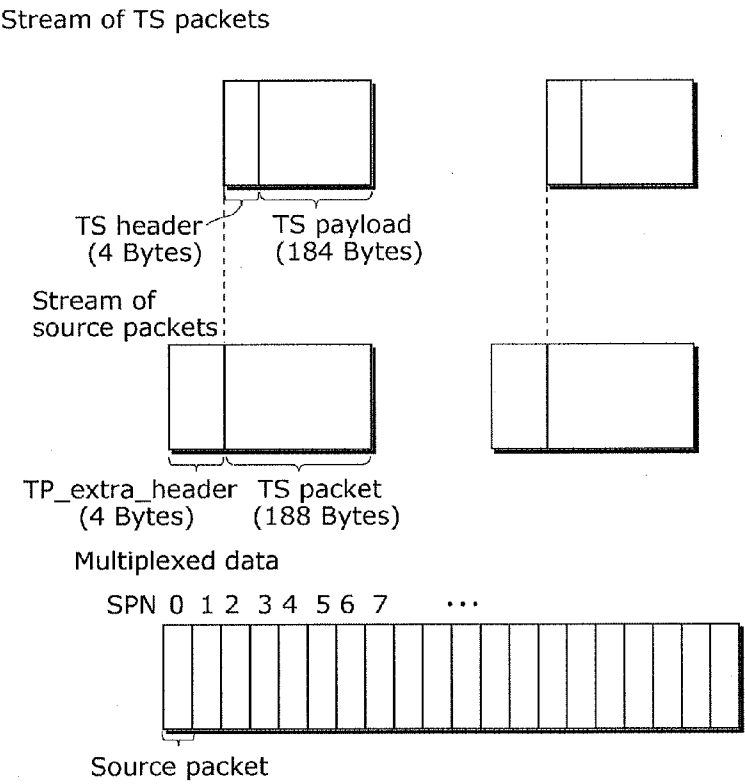 Stream of TS packets
TS header TS payload
(4 Bytes) (184 Bytes)
Stream of
source packets
TP_extra_header TS packet
(4 Bytes) (188 Bytes)
Multiplexed data
SPN 0 1 2 3 4 5 6 7 ...
Source packet